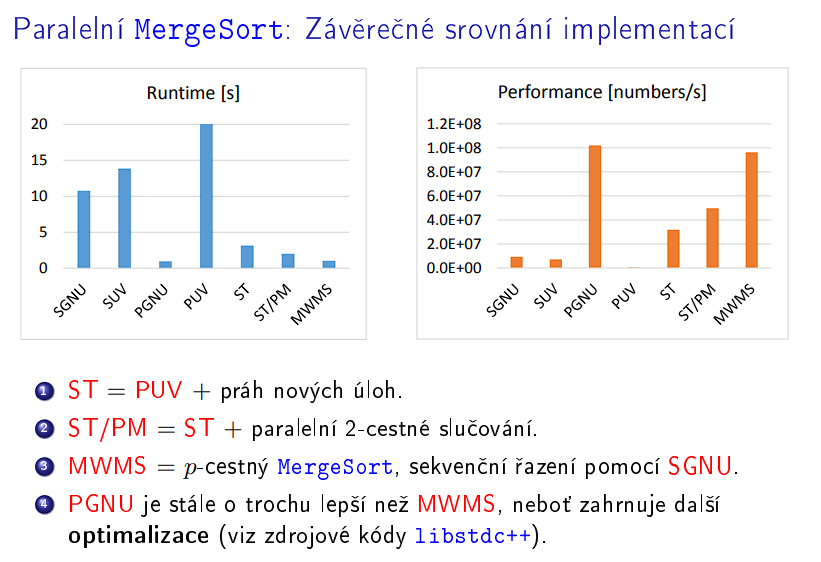 Paralelní MergeSort: Závěrečné srovnání implementací
Runtime [s]
20
15
10
5
0
SGNU
SUV
PGNU
PUV
ST
ST/PM
MWMS
Performance [numbers/s]
1.2E+08
1.0E+08
8.0E+07
6.0E+07
4.0E+07
2.0E+07
0.0E+00
SGNU
SUV
PGNU
PUV
ST
ST/PM
MWMS
1 ST = PUV + práh nových úloh.
2 ST/PM = ST + paralelní 2-cestné slučování.
3 MWMS = p-cestný MergeSort, sekvenční řazení pomocí SGNU.
4 PGNU je stále o trochu lepší než MWMS, neboť zahrnuje další
optimalizace (viz zdrojové kódy libstdc++).